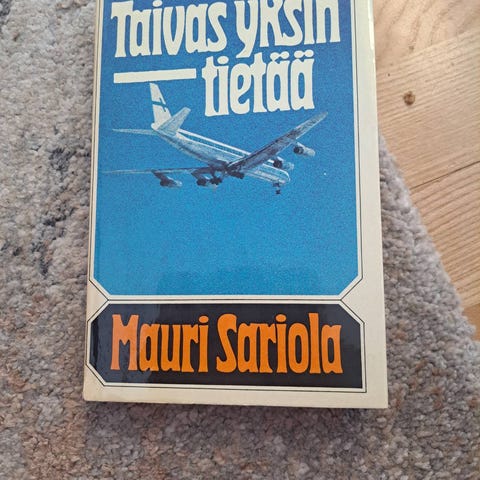 Taivas yksin
tietää
Mauri Sariola